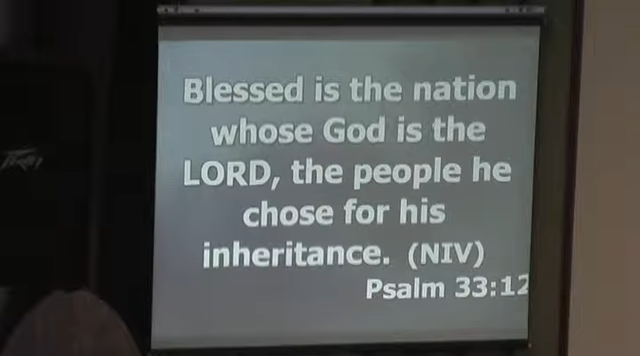 Blessed is the nation
whose God is the
LORD, the people he
chose for his
inheritance. (NIV)
Psalm 33:12